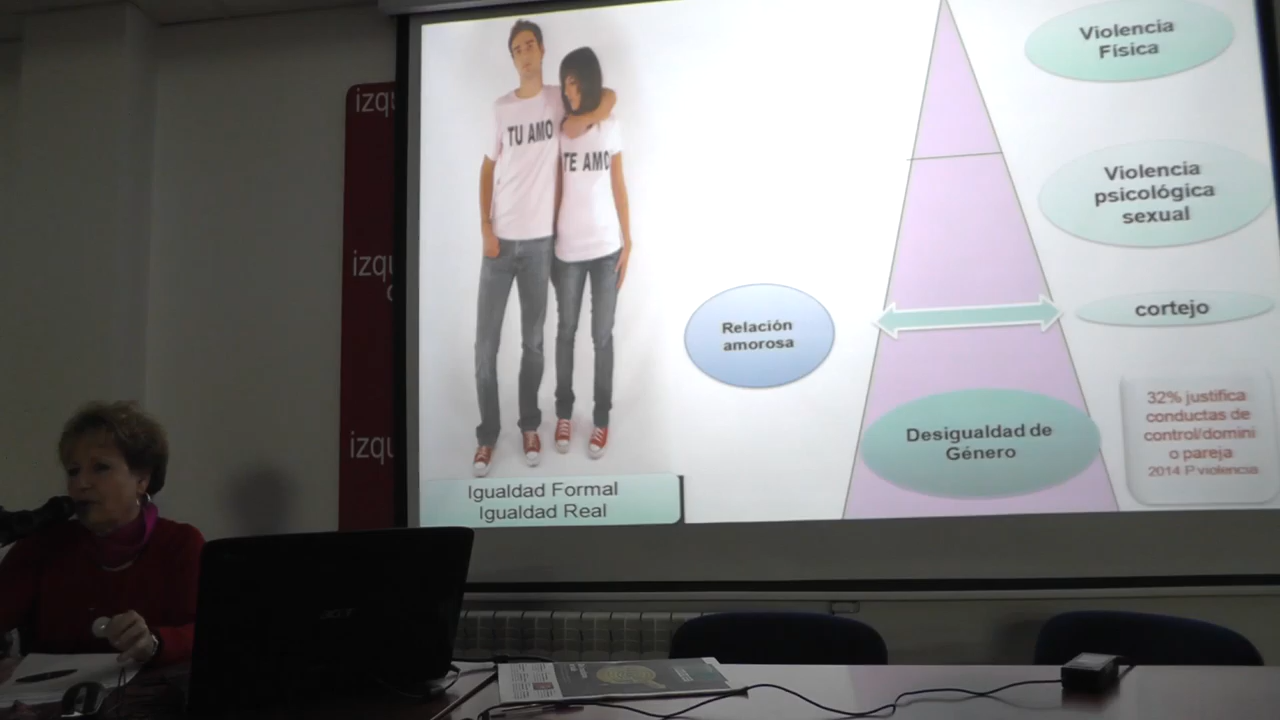 izqu
izqu
izqu
TU AMO
TE AMO
Igualdad Formal
Igualdad Real
Relación
amorosa
Violencia
Física
Violencia
psicológica
sexual
cortejo
Desigualdad de
Género
32% justifica
conductas de
control/domini
o pareja
2014 P violencia
acer